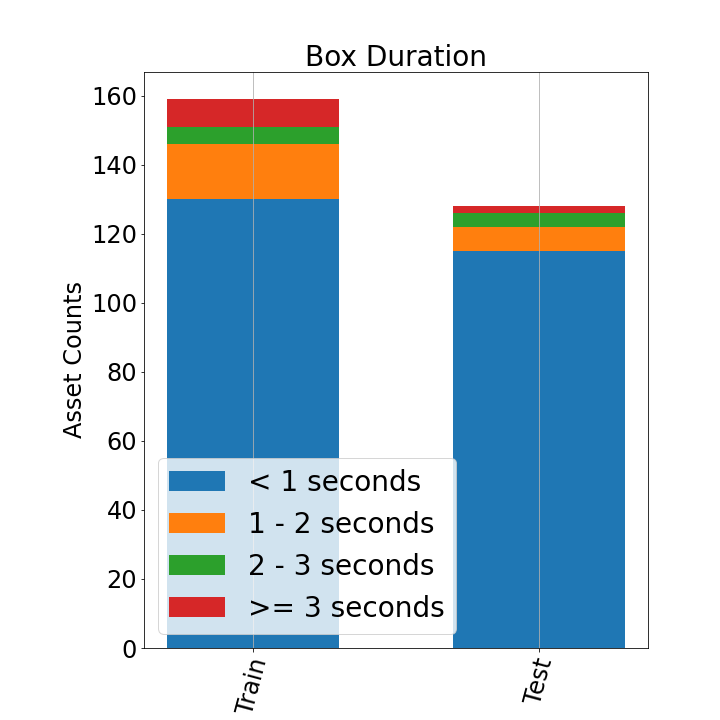 Box Duration
160
140
120
100
80
60
40
20
0
Asset Counts
< 1 seconds
1 - 2 seconds
2 - 3 seconds
>= 3 seconds
Train
Test